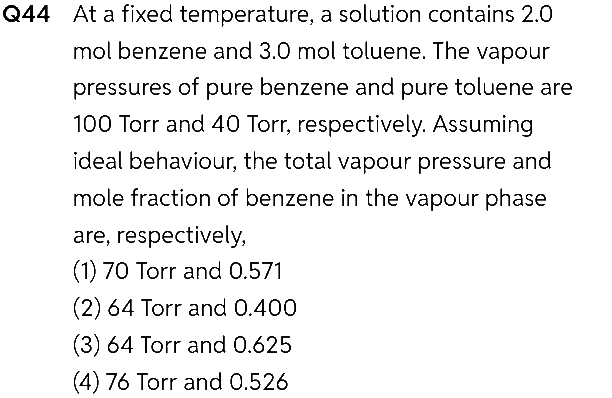 Q44 At a fixed temperature, a solution contains 2.0
mol benzene and 3.0 mol toluene. The vapour
pressures of pure benzene and pure toluene are
100 Torr and 40 Torr, respectively. Assuming
ideal behaviour, the total vapour pressure and
mole fraction of benzene in the vapour phase
are, respectively,
(1) 70 Torr and 0.571
(2) 64 Torr and 0.400
(3) 64 Torr and 0.625
(4) 76 Torr and 0.526